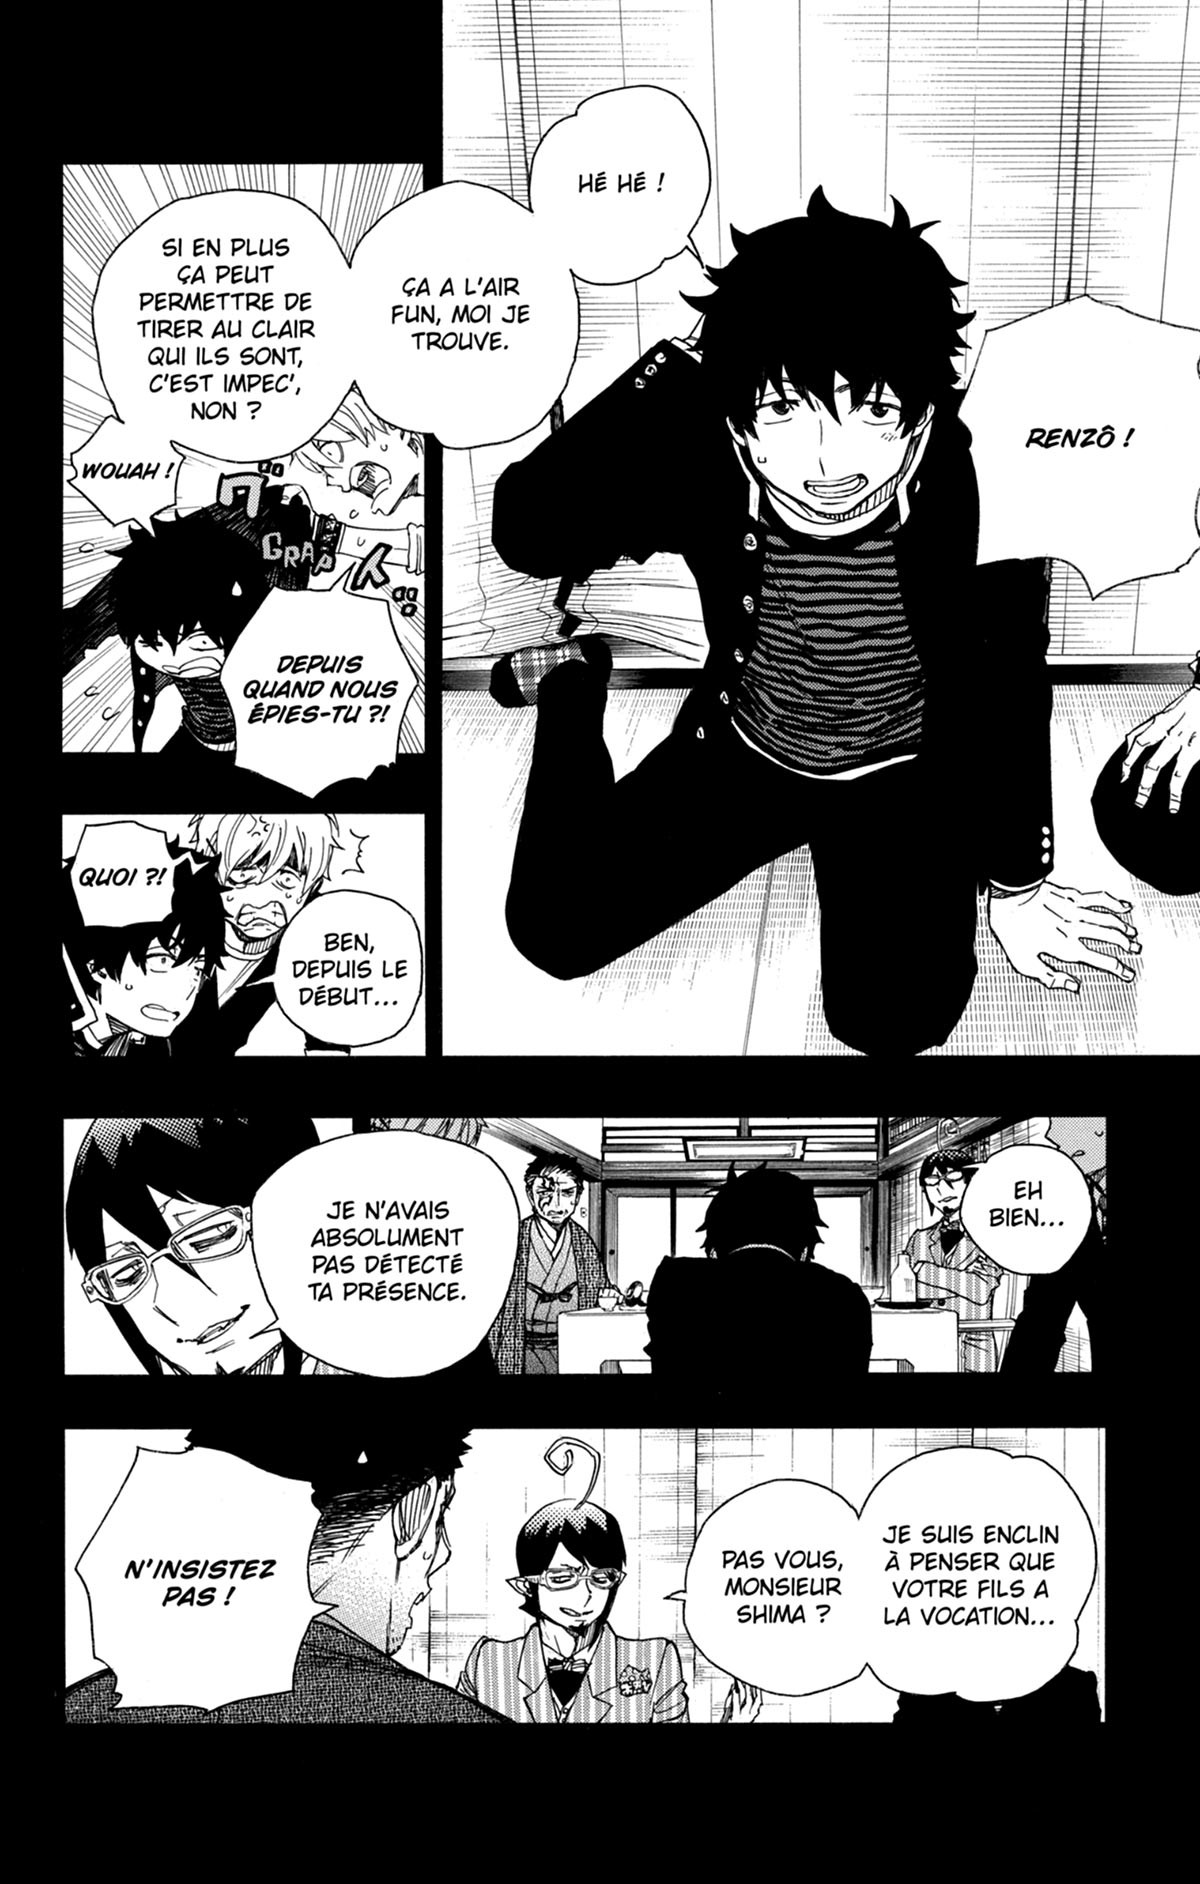 RENZÔ !
HÉ HÉ !
ÇA A L'AIR
FUN, MOI JE
TROUVE.
SI EN PLUS
ÇA PEUT
PERMETTRE DE
TIRER AU CLAIR
QUI ILS SONT,
C'EST IMPEC',
NON ?
WOUAH !
GRAP
DEPUIS
QUAND NOUS
ÉPIES-TU ?!
QUOI ?!
BEN,
DEPUIS LE
DÉBUT...
EH
BIEN...
JE N'AVAIS
ABSOLUMENT
PAS DÉTECTÉ
TA PRÉSENCE.
JE SUIS ENCLIN
À PENSER QUE
VOTRE FILS A
LA VOCATION...
PAS VOUS,
MONSIEUR
SHIMA ?
N'INSISTEZ
PAS !